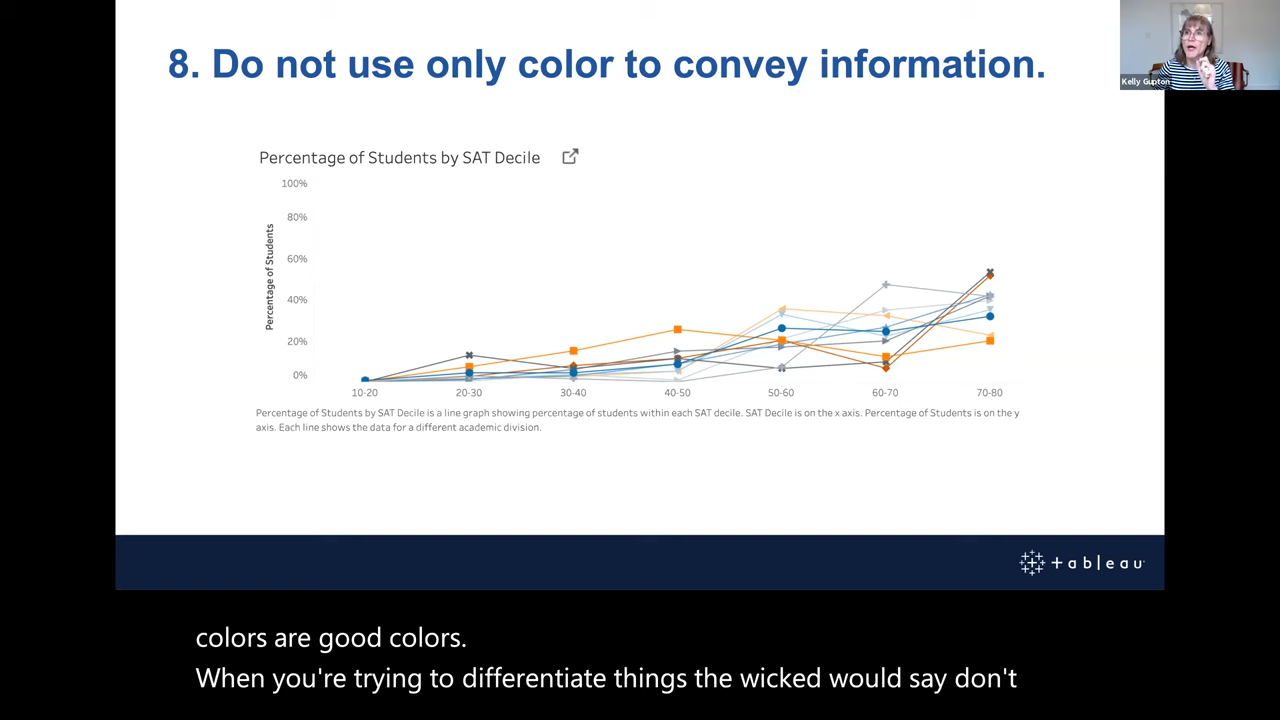 8. Do not use only color to convey information.
Kelly Gupton
Percentage of Students by SAT Decile
100%
80%
60%
40%
20%
0%
Percentage of Students
10-20 20-30 30-40 40-50 50-60 60-70 70-80
Percentage of Students by SAT Decile is a line graph showing percentage of students within each SAT decile. SAT Decile is on the x axis. Percentage of Students is on the y
axis. Each line shows the data for a different academic division.
+ableau
colors are good colors.
When you're trying to differentiate things the wicked would say don't